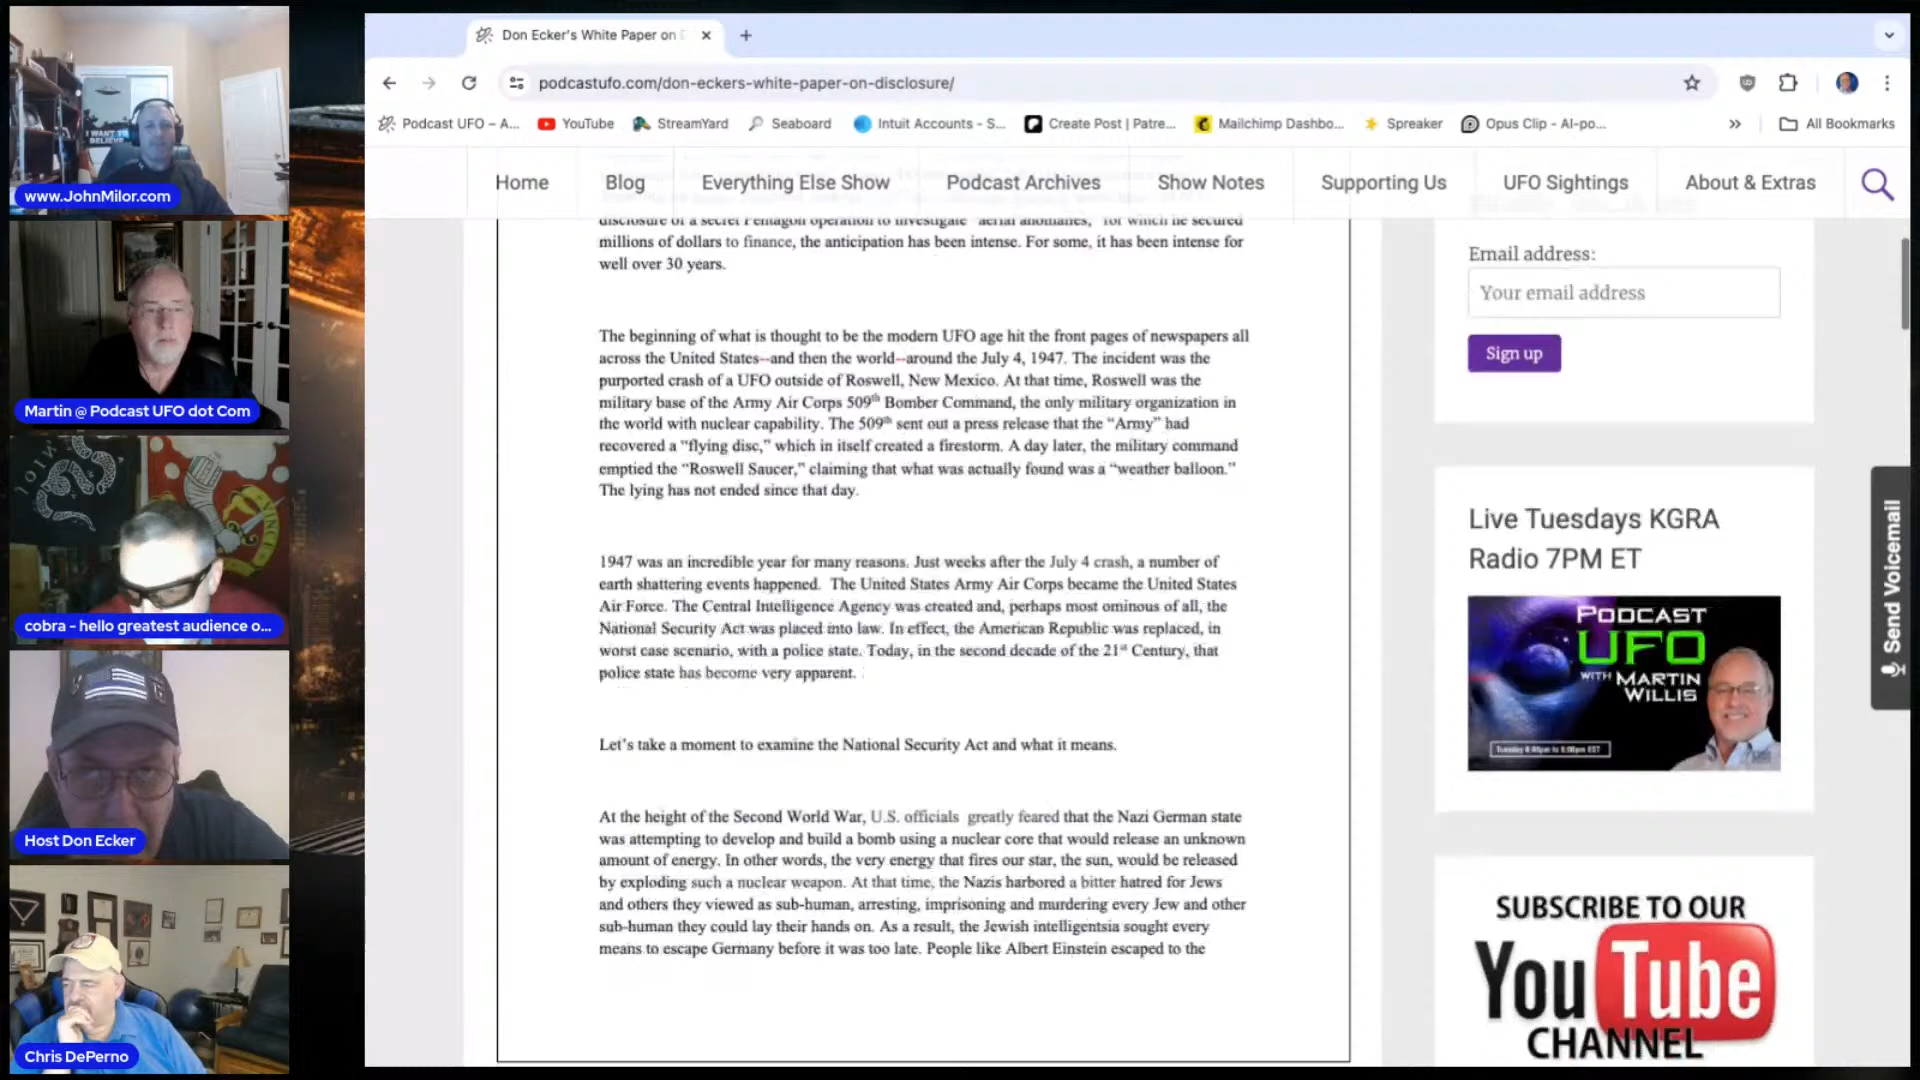 I WANT TO
BELIEVE
www.JohnMilor.com
Martin @ Podcast UFO dot Com
cobra - hello greatest audience o...
Host Don Ecker
Chris DePerno
Don Ecker's White Paper on
podcastufo.com/don-eckers-white-paper-on-disclosure/
Podcast UFO – A...
YouTube
StreamYard
Seaboard
Intuit Accounts - S...
Create Post | Patre...
Mailchimp Dashbo...
Spreaker
Opus Clip - AI-po...
All Bookmarks
Home
Blog
Everything Else Show
Podcast Archives
Show Notes
Supporting Us
UFO Sightings
About & Extras
disclosure of a secret Pentagon operation to investigate "aerial anomalies," for which he secured
millions of dollars to finance, the anticipation has been intense. For some, it has been intense for
well over 30 years.
The beginning of what is thought to be the modern UFO age hit the front pages of newspapers all
across the United States--and then the world--around the July 4, 1947. The incident was the
purported crash of a UFO outside of Roswell, New Mexico. At that time, Roswell was the
military base of the Army Air Corps 509th Bomber Command, the only military organization in
the world with nuclear capability. The 509th sent out a press release that the “Army” had
recovered a “flying disc,” which in itself created a firestorm. A day later, the military command
emptied the “Roswell Saucer,” claiming that what was actually found was a “weather balloon.”
The lying has not ended since that day.
1947 was an incredible year for many reasons. Just weeks after the July 4 crash, a number of
earth shattering events happened. The United States Army Air Corps became the United States
Air Force. The Central Intelligence Agency was created and, perhaps most ominous of all, the
National Security Act was placed into law. In effect, the American Republic was replaced, in
worst case scenario, with a police state. Today, in the second decade of the 21st Century, that
police state has become very apparent.
Let’s take a moment to examine the National Security Act and what it means.
At the height of the Second World War, U.S. officials greatly feared that the Nazi German state
was attempting to develop and build a bomb using a nuclear core that would release an unknown
amount of energy. In other words, the very energy that fires our star, the sun, would be released
by exploding such a nuclear weapon. At that time, the Nazis harbored a bitter hatred for Jews
and others they viewed as sub-human, arresting, imprisoning and murdering every Jew and other
sub-human they could lay their hands on. As a result, the Jewish intelligentsia sought every
means to escape Germany before it was too late. People like Albert Einstein escaped to the
Email address:
Your email address
Sign up
Live Tuesdays KGRA
Radio 7PM ET
PODCAST
UFO
WITH MARTIN
WILLIS
SUBSCRIBE TO OUR
YouTube
CHANNEL
Send Voicemail